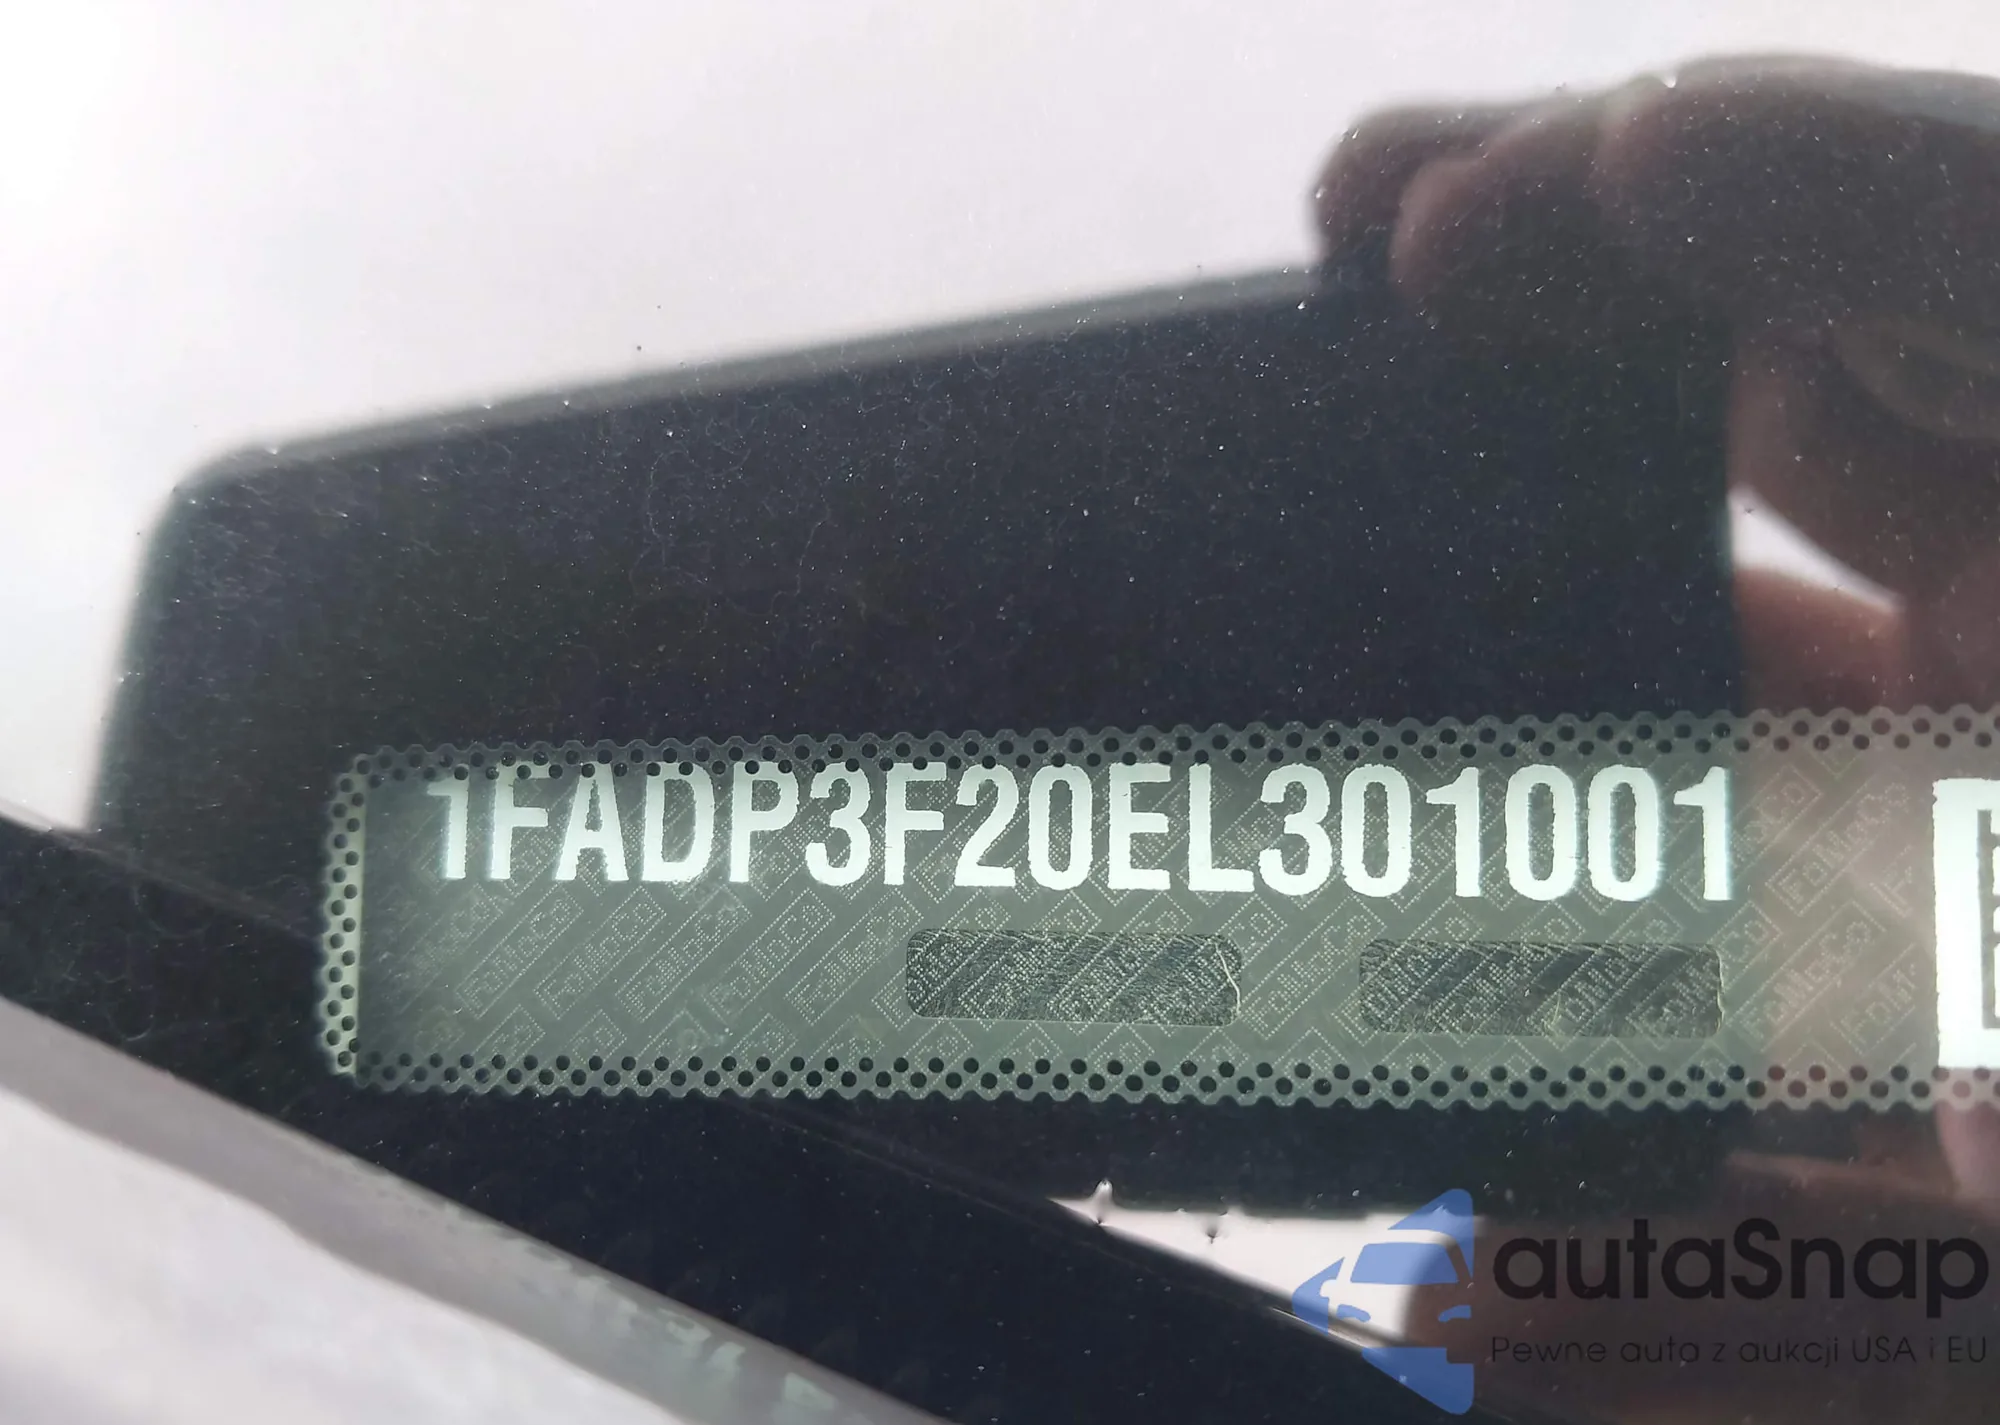 1FADP3F20EL301001
autaSnap
Pewne auta z aukcji USA i EU